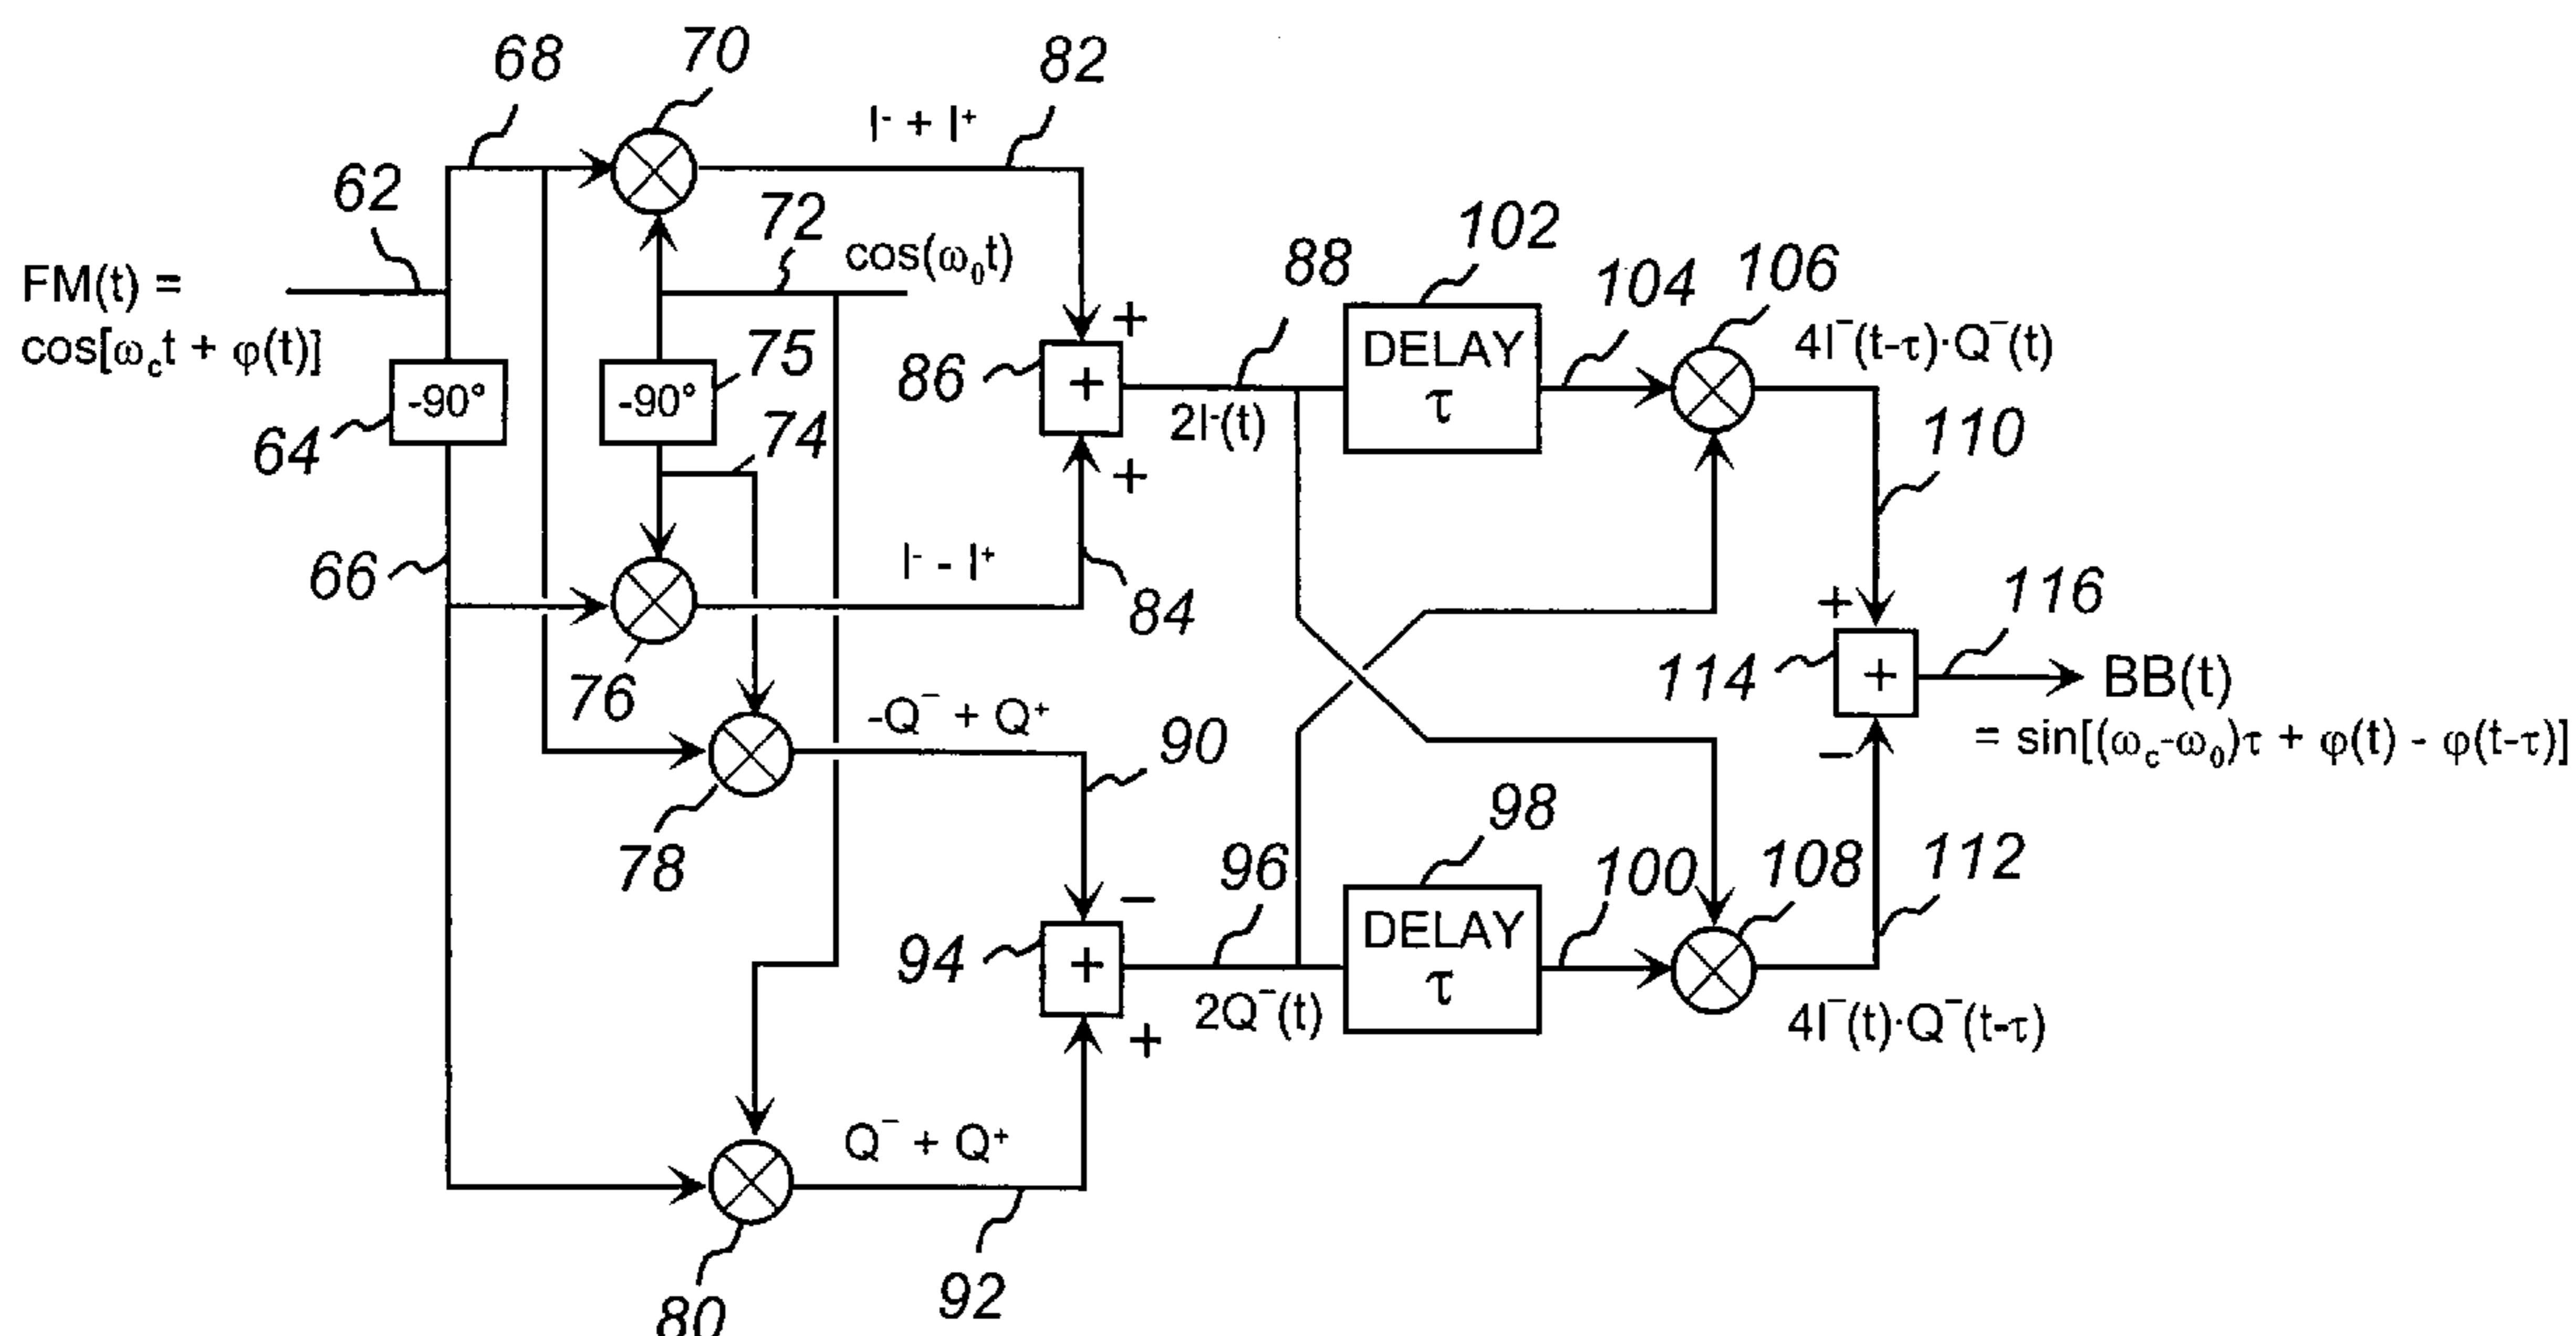 68
70
82
I⁻ + I⁺
62
72
cos(ω₀t)
FM(t) =
cos[ω_c t + φ(t)]
-90°
64
-90°
75
74
86
+
+
+
88
2I⁻(t)
102
DELAY
τ
104
106
4I⁻(t-τ)·Q⁻(t)
110
66
76
I⁻ - I⁺
84
78
-Q⁻ + Q⁺
90
+
114
+
−
116
BB(t)
= sin[(ω_c-ω₀)τ + φ(t) - φ(t-τ)]
94
−
+
+
96
2Q⁻(t)
98
DELAY
τ
100
108
112
4I⁻(t)·Q⁻(t-τ)
Q⁻ + Q⁺
80
92